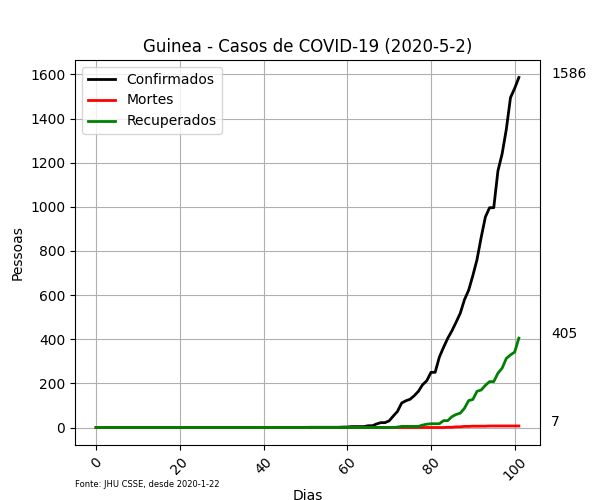 Guinea - Casos de COVID-19 (2020-5-2)
Confirmados
Mortes
Recuperados
1600
1400
1200
1000
800
600
400
200
0
Pessoas
1586
405
7
0
20
40
60
80
100
Fonte: JHU CSSE, desde 2020-1-22
Dias